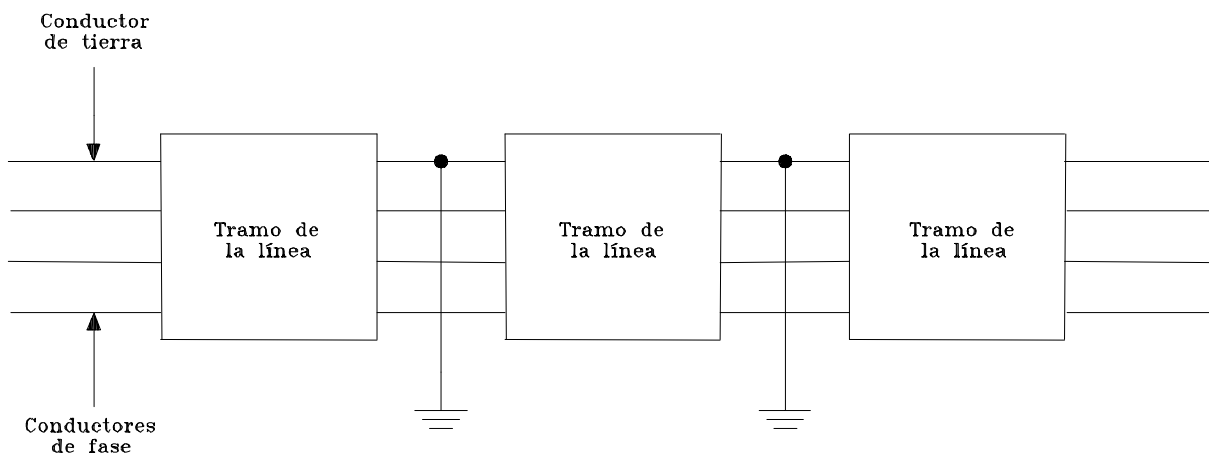 Conductor
de tierra
Tramo de
la línea
Tramo de
la línea
Tramo de
la línea
Conductores
de fase